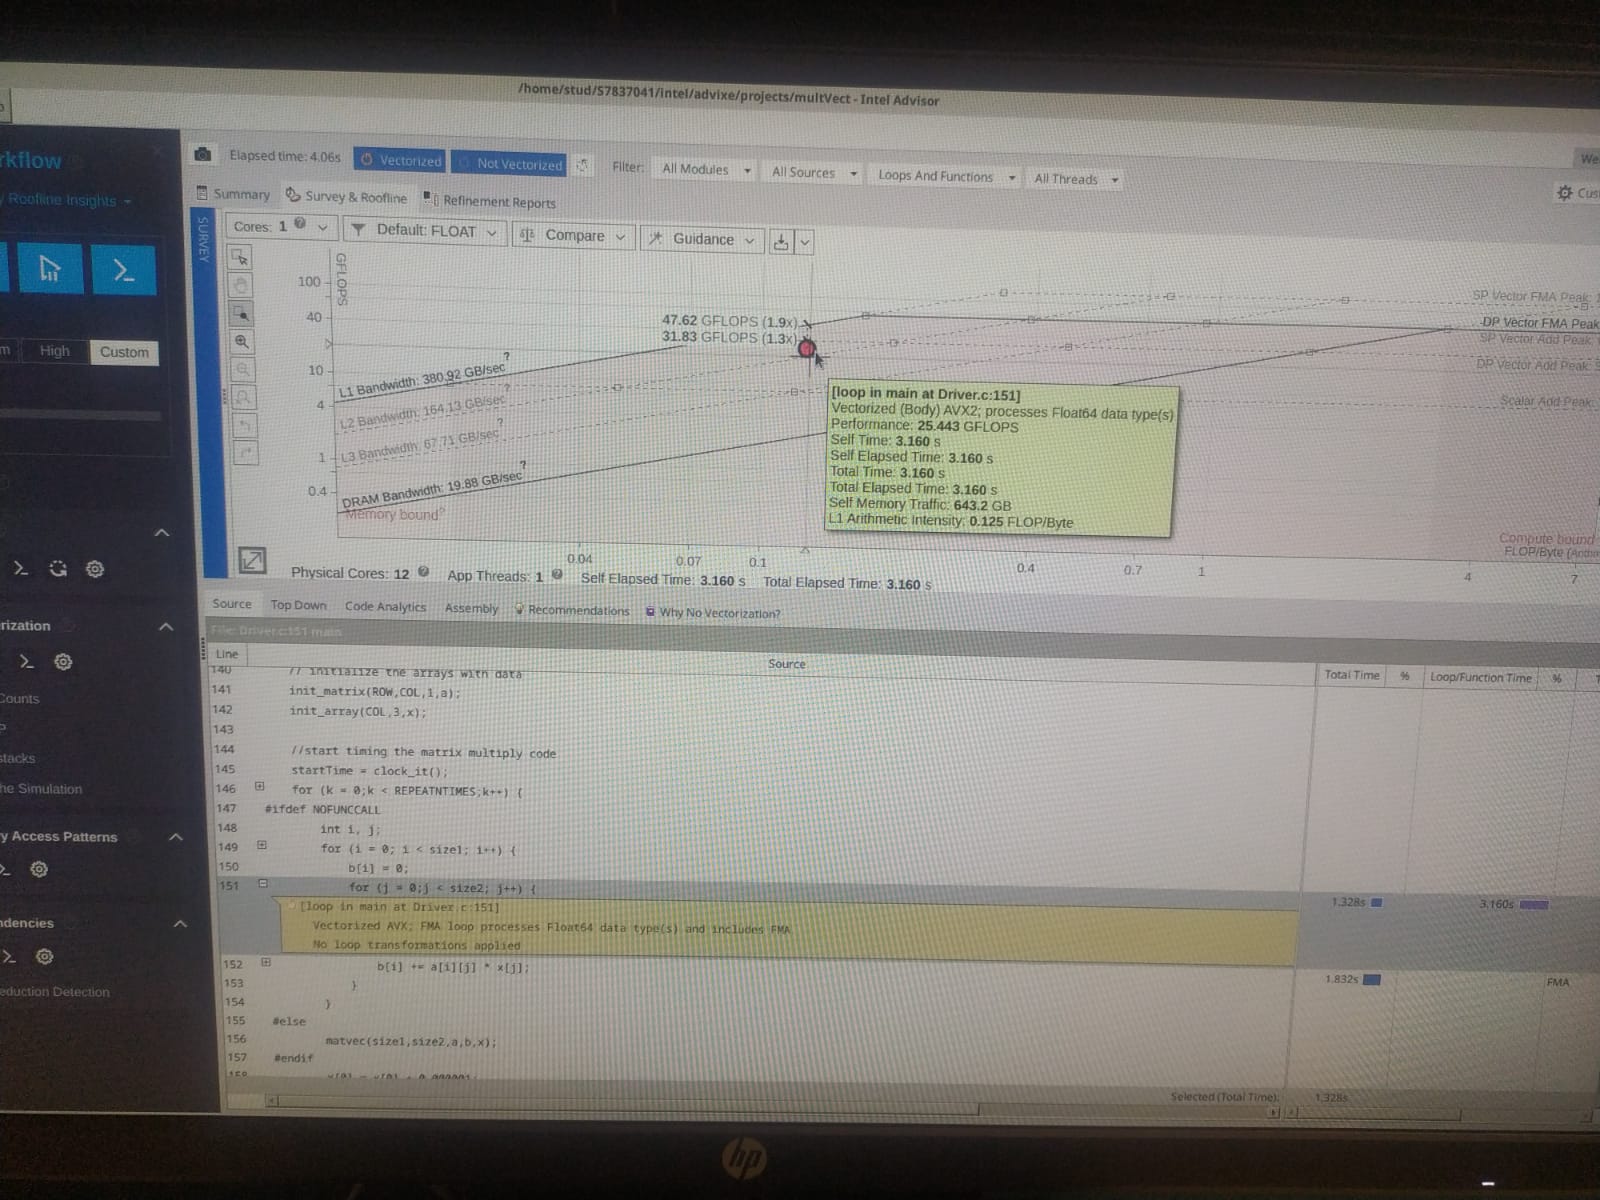 /home/stud/S7837041/intel/advixe/projects/multVect - Intel Advisor
rkflow
Roofline Insights
High
Custom
Elapsed time: 4.06s
Vectorized
Not Vectorized
Filter:
All Modules
All Sources
Loops And Functions
All Threads
Summary
Survey & Roofline
Refinement Reports
SURVEY
Cores: 1
Default: FLOAT
Compare
Guidance
GFLOPS
100
40
10
4
1
0.4
47.62 GFLOPS (1.9x)
31.83 GFLOPS (1.3x)
L1 Bandwidth: 380.92 GB/sec
?
L2 Bandwidth: 164.13 GB/sec
?
L3 Bandwidth: 67.71 GB/sec
?
DRAM Bandwidth: 19.88 GB/sec
?
Memory bound?
SP Vector FMA Peak:
DP Vector FMA Peak
SP Vector Add Peak:
DP Vector Add Peak:
Scalar Add Peak:
[loop in main at Driver.c:151]
Vectorized (Body) AVX2; processes Float64 data type(s)
Performance: 25.443 GFLOPS
Self Time: 3.160 s
Self Elapsed Time: 3.160 s
Total Time: 3.160 s
Total Elapsed Time: 3.160 s
Self Memory Traffic: 643.2 GB
L1 Arithmetic Intensity: 0.125 FLOP/Byte
Compute bound
FLOP/Byte
0.04
0.07
0.1
0.4
0.7
1
4
7
Physical Cores: 12
App Threads: 1
Self Elapsed Time: 3.160 s
Total Elapsed Time: 3.160 s
Source
Top Down
Code Analytics
Assembly
Recommendations
Why No Vectorization?
File: Driver.c:151 main
Line
Source
Total Time
%
Loop/Function Time
%
140 // initialize the arrays with data
141 init_matrix(ROW,COL,1,a);
142 init_array(COL,3,x);
143
144 //start timing the matrix multiply code
145 startTime = clock_it();
146 for (k = 0;k < REPEATNTIMES;k++) {
147 #ifdef NOFUNCCALL
148 int i, j;
149 for (i = 0; i < size1; i++) {
150 b[i] = 0;
151 for (j = 0;j < size2; j++) {
[loop in main at Driver.c:151]
1.328s
3.160s
Vectorized AVX; FMA loop processes Float64 data type(s) and includes FMA
No loop transformations applied
152 b[i] += a[i][j] * x[j];
1.832s
FMA
153 }
154 }
155 #else
156 matvec(size1,size2,a,b,x);
157 #endif
Selected (Total Time):
1.328s
rization
Counts
stacks
he Simulation
y Access Patterns
ndencies
eduction Detection
hp